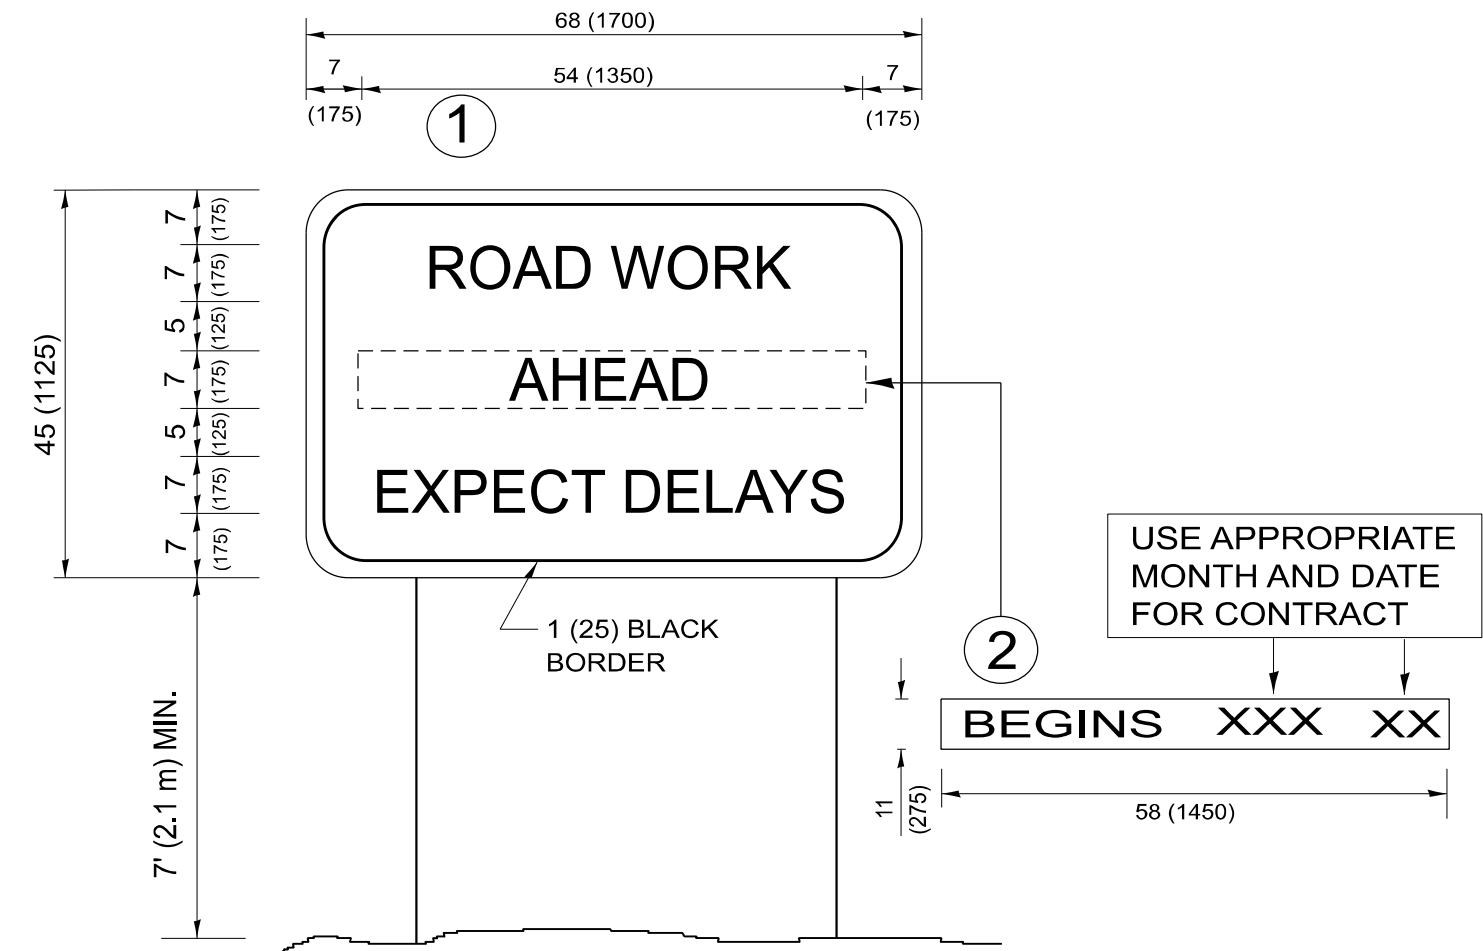 68 (1700)
7
54 (1350)
7
(175)
(175)
1
7
(175)
7
(175)
5
(125)
7
(175)
5
(125)
7
(175)
7
(175)
45 (1125)
ROAD WORK
AHEAD
EXPECT DELAYS
1 (25) BLACK
BORDER
7' (2.1 m) MIN.
2
USE APPROPRIATE
MONTH AND DATE
FOR CONTRACT
BEGINS XXX XX
11
(275)
58 (1450)